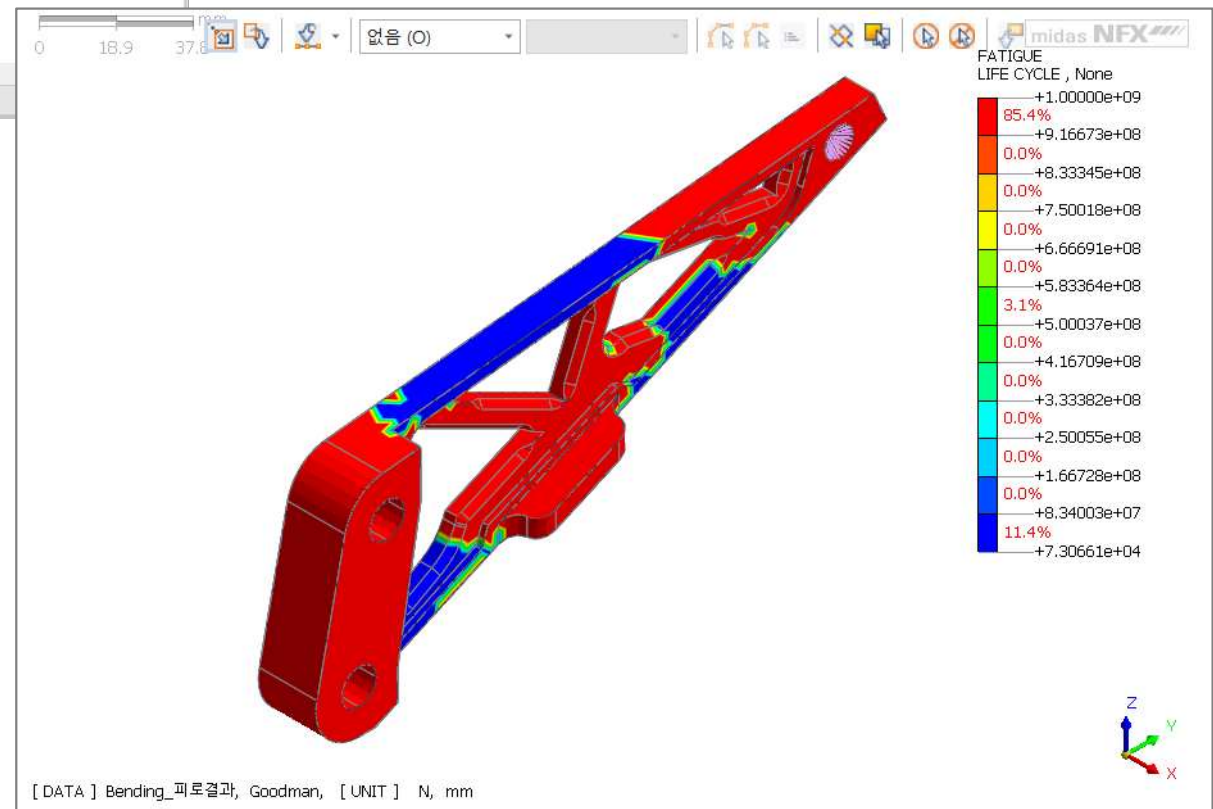 mm
0 18.9 37.8
없음 (O)
midas NFX
FATIGUE
LIFE CYCLE , None
+1.00000e+09
85.4%
+9.16673e+08
0.0%
+8.33345e+08
0.0%
+7.50018e+08
0.0%
+6.66691e+08
0.0%
+5.83364e+08
3.1%
+5.00037e+08
0.0%
+4.16709e+08
0.0%
+3.33382e+08
0.0%
+2.50055e+08
0.0%
+1.66728e+08
0.0%
+8.34003e+07
11.4%
+7.30661e+04
Z
Y
X
[ DATA ] Bending_피로결과, Goodman, [ UNIT ] N, mm